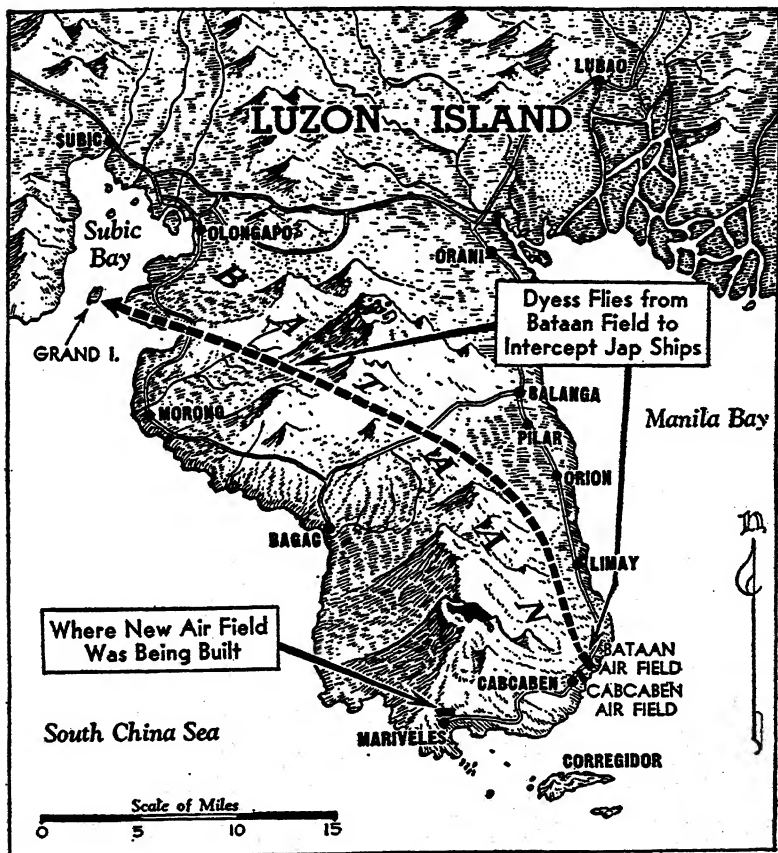 LUBAO
LUZON ISLAND
SUBIC
Subic
Bay
OLONGAPO
ORANI
Dyess Flies from
Bataan Field to
Intercept Jap Ships
GRAND I.
BATAAN
BALANGA
MORONG
Manila Bay
PILAR
ORION
n
BAGAC
LIMAY
Where New Air Field
Was Being Built
BATAAN
AIR FIELD
CABCABEN
CABCABEN
AIR FIELD
South China Sea
MARIVELES
CORREGIDOR
Scale of Miles
0 5 10 15